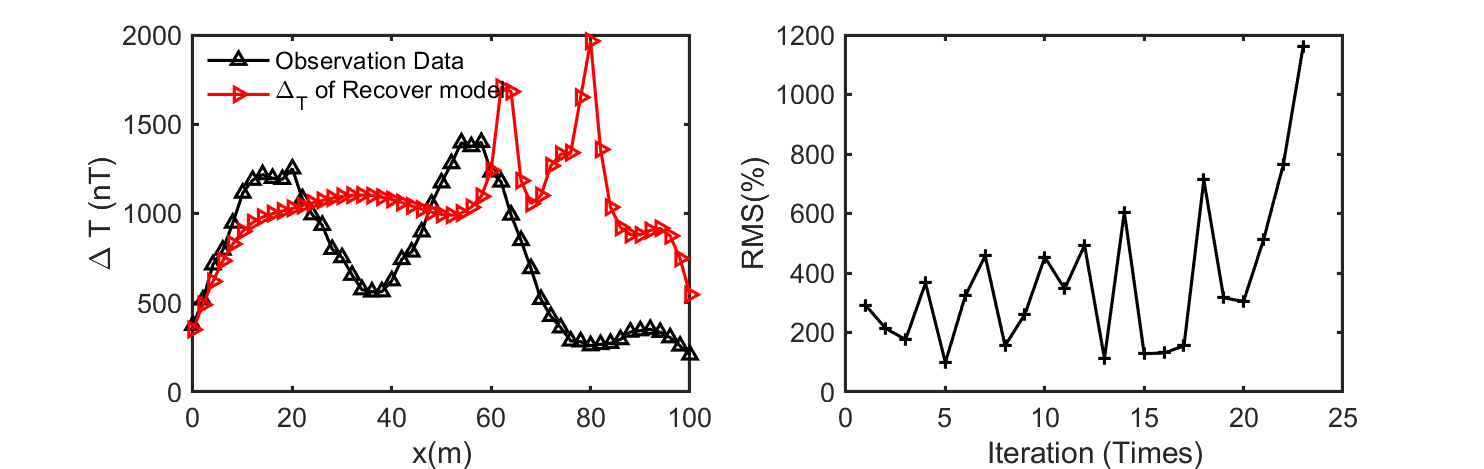 2000
1500
1000
500
0
Δ T (nT)
Observation Data
Δ_T of Recover model
0 20 40 60 80 100
x(m)
1200
1000
800
600
400
200
0
RMS(%)
0 5 10 15 20 25
Iteration (Times)